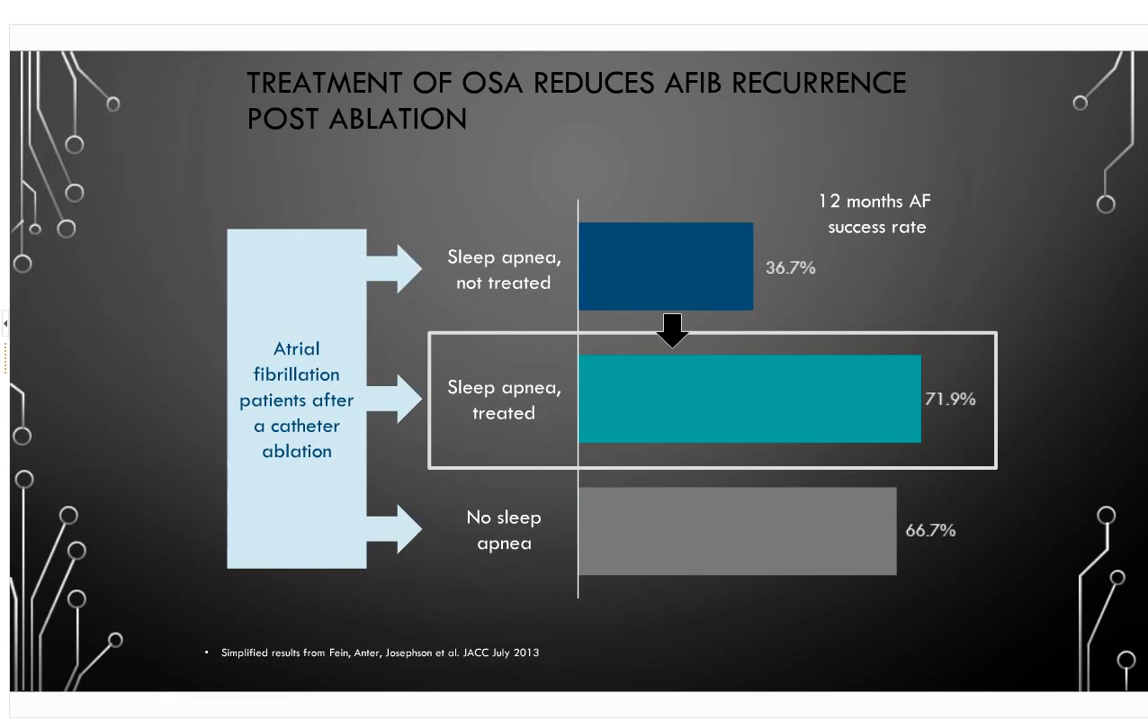 TREATMENT OF OSA REDUCES AFIB RECURRENCE
POST ABLATION
12 months AF
success rate
Atrial
fibrillation
patients after
a catheter
ablation
Sleep apnea,
not treated
36.7%
Sleep apnea,
treated
71.9%
No sleep
apnea
66.7%
• Simplified results from Fein, Anter, Josephson et al. JACC July 2013